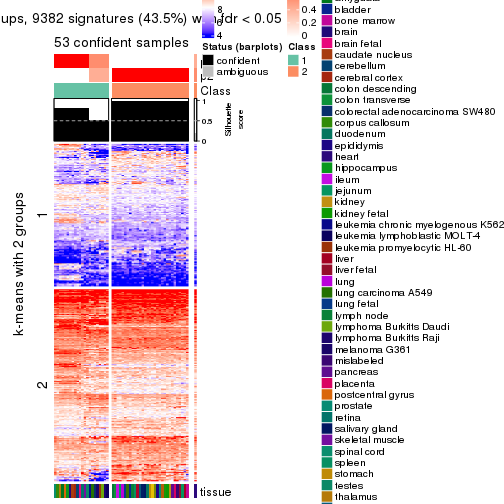 ups, 9382 signatures (43.5%) with fdr < 0.05
53 confident samples
8
6
0.4
0.2
0
Status (barplots)
confident
ambiguous
Class
1
2
p2
Class
1
0.5
0
Silhouette
score
k-means with 2 groups
1
2
tissue
bladder
bone marrow
brain
brain fetal
caudate nucleus
cerebellum
cerebral cortex
colon descending
colon transverse
colorectal adenocarcinoma SW480
corpus callosum
duodenum
epididymis
heart
hippocampus
ileum
jejunum
kidney
kidney fetal
leukemia chronic myelogenous K562
leukemia lymphoblastic MOLT-4
leukemia promyelocytic HL-60
liver
liver fetal
lung
lung carcinoma A549
lung fetal
lymph node
lymphoma Burkitts Daudi
lymphoma Burkitts Raji
melanoma G361
mislabeled
pancreas
placenta
postcentral gyrus
prostate
retina
salivary gland
skeletal muscle
spinal cord
spleen
stomach
testes
thalamus